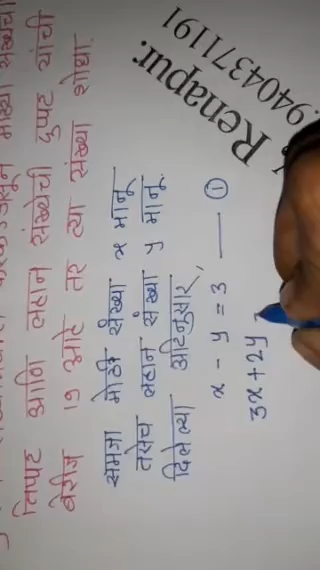 संख्येची
तिप्पट आणि लहान संख्येची दुप्पट यांची
बेरीज 19 आहे तर त्या संख्या शोधा.
समजा मोठी संख्या x मानू
तसेच लहान संख्या y मानू.
दिलेल्या अटिनुसार,
x - y = 3 —— ①
3x+2y
Renapur.
9404371191